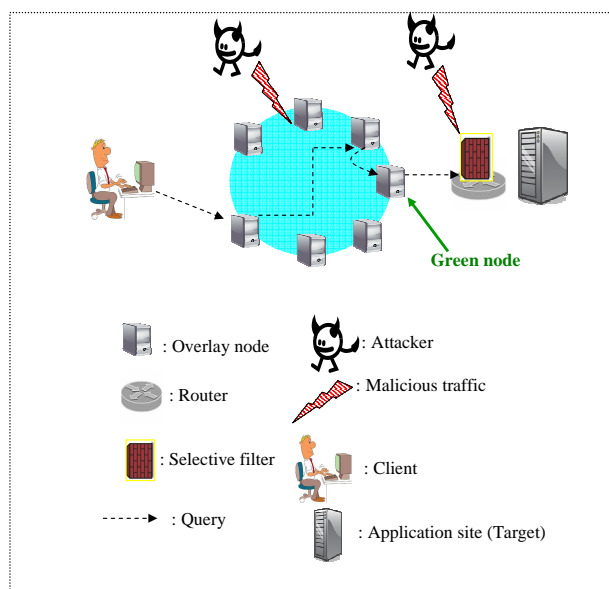 Green node
: Overlay node
: Attacker
: Router
: Malicious traffic
: Selective filter
: Client
: Query
: Application site (Target)